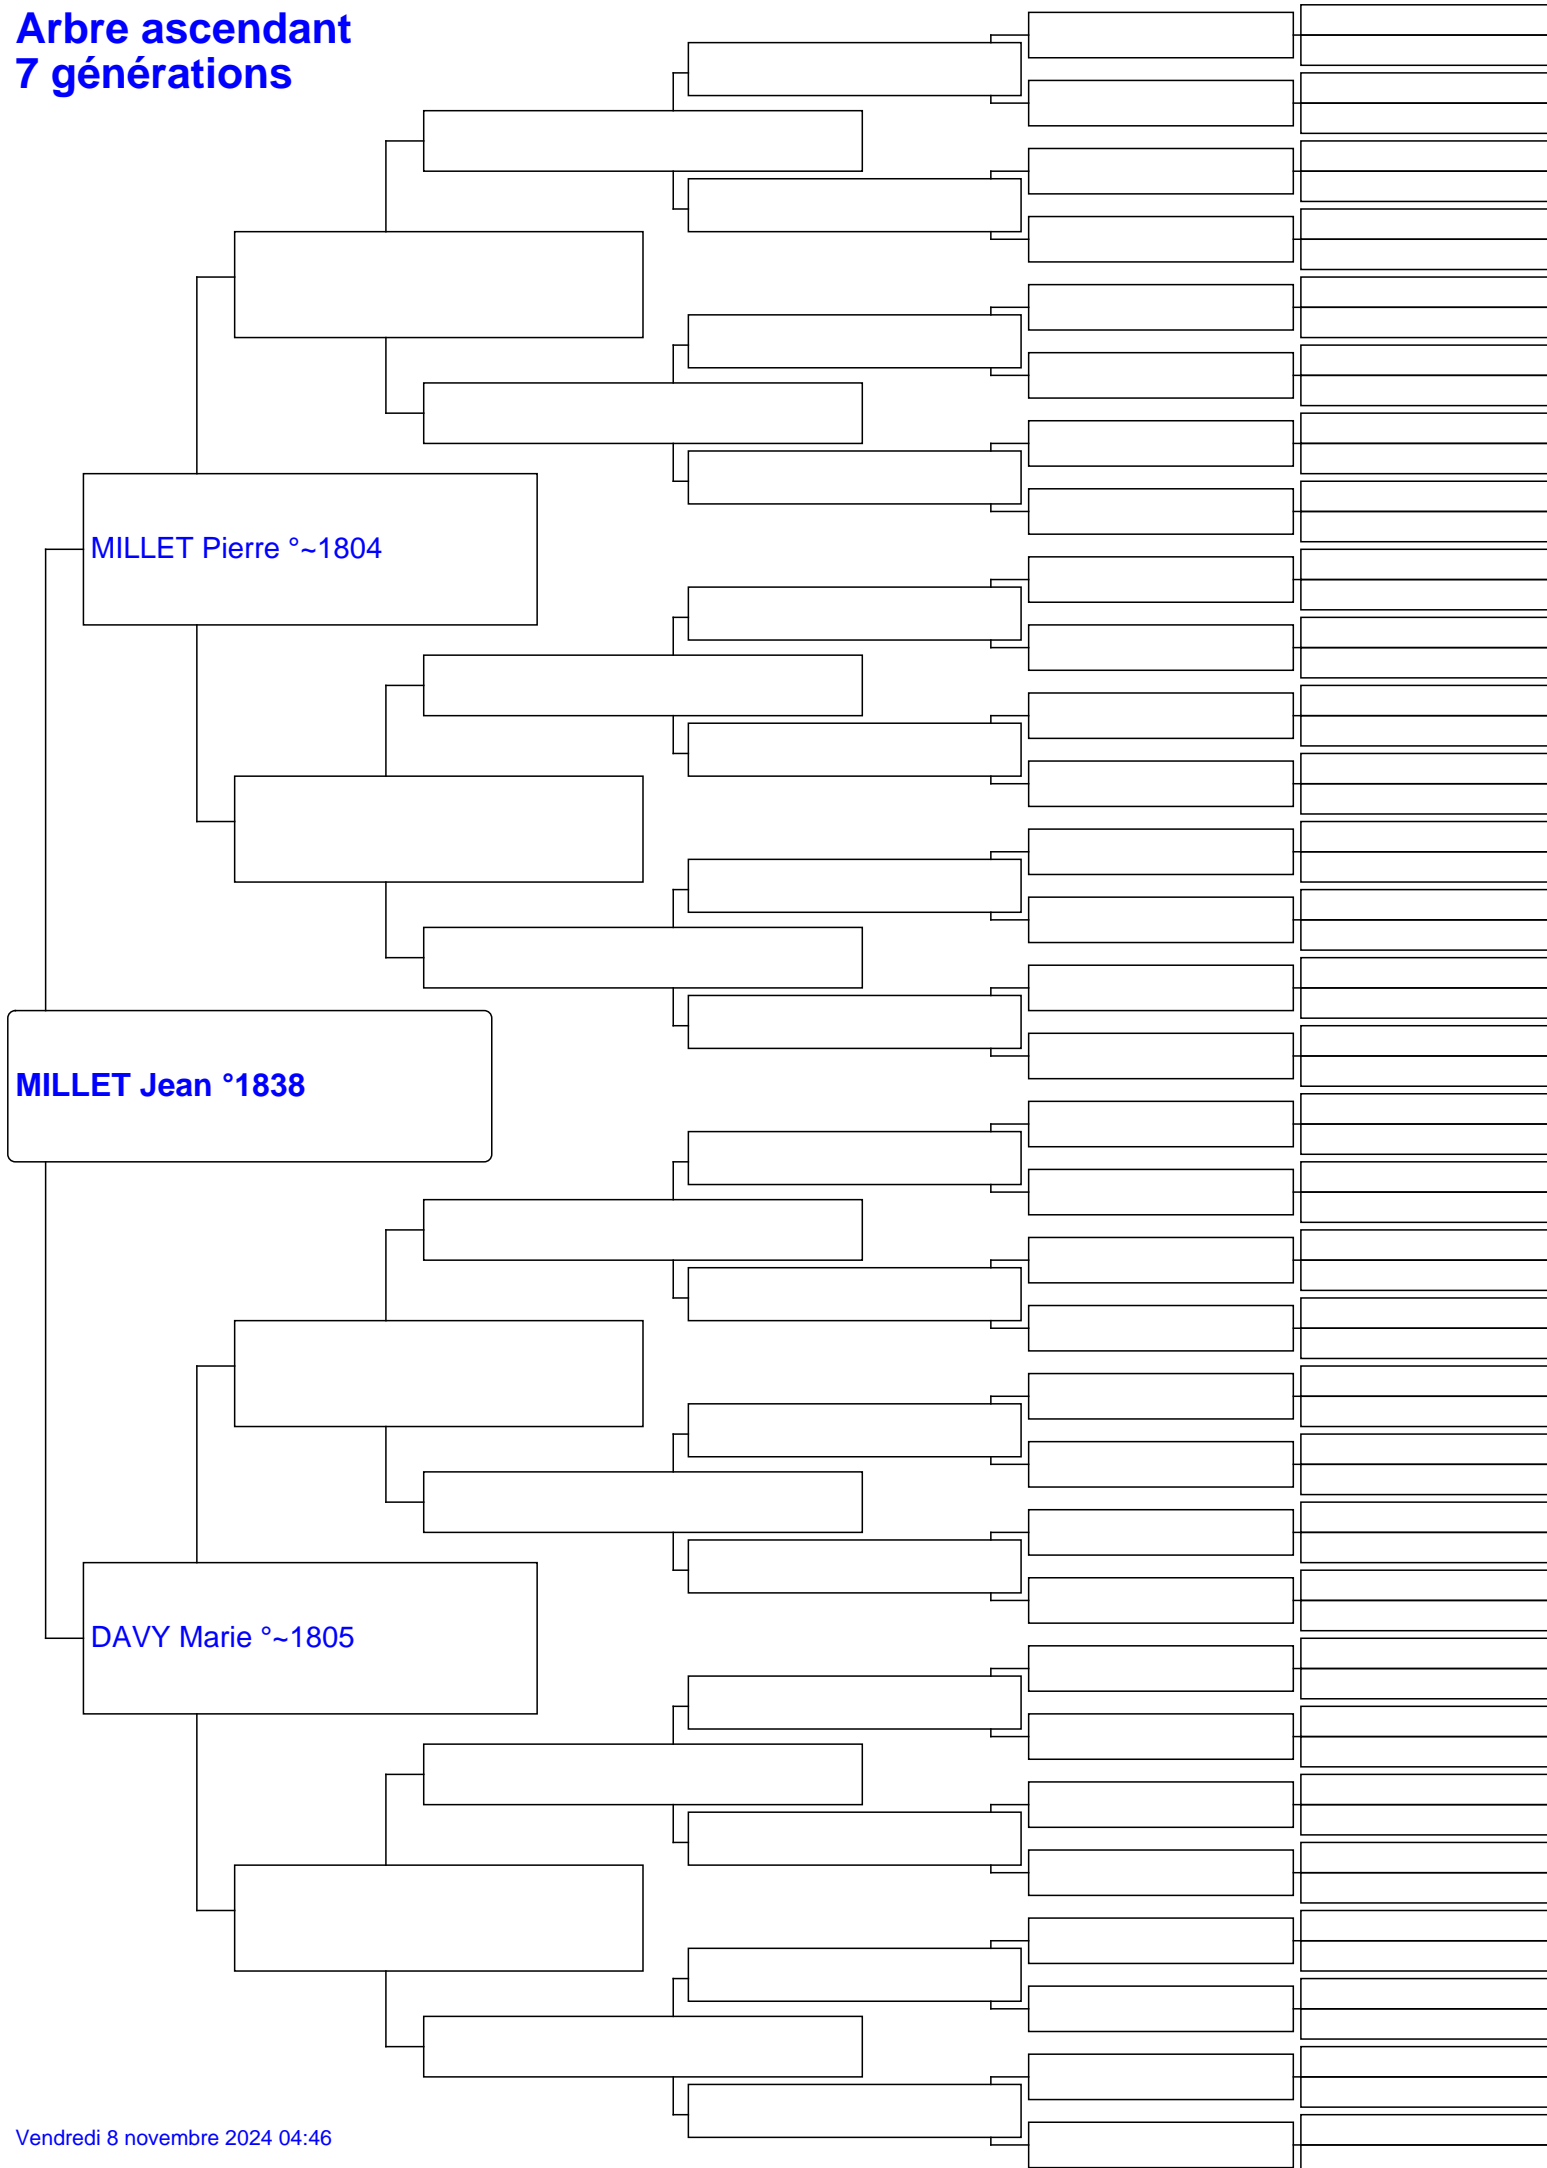 Arbre ascendant
7 générations
MILLET Pierre °~1804
MILLET Jean °1838
DAVY Marie °~1805
Vendredi 8 novembre 2024 04:46